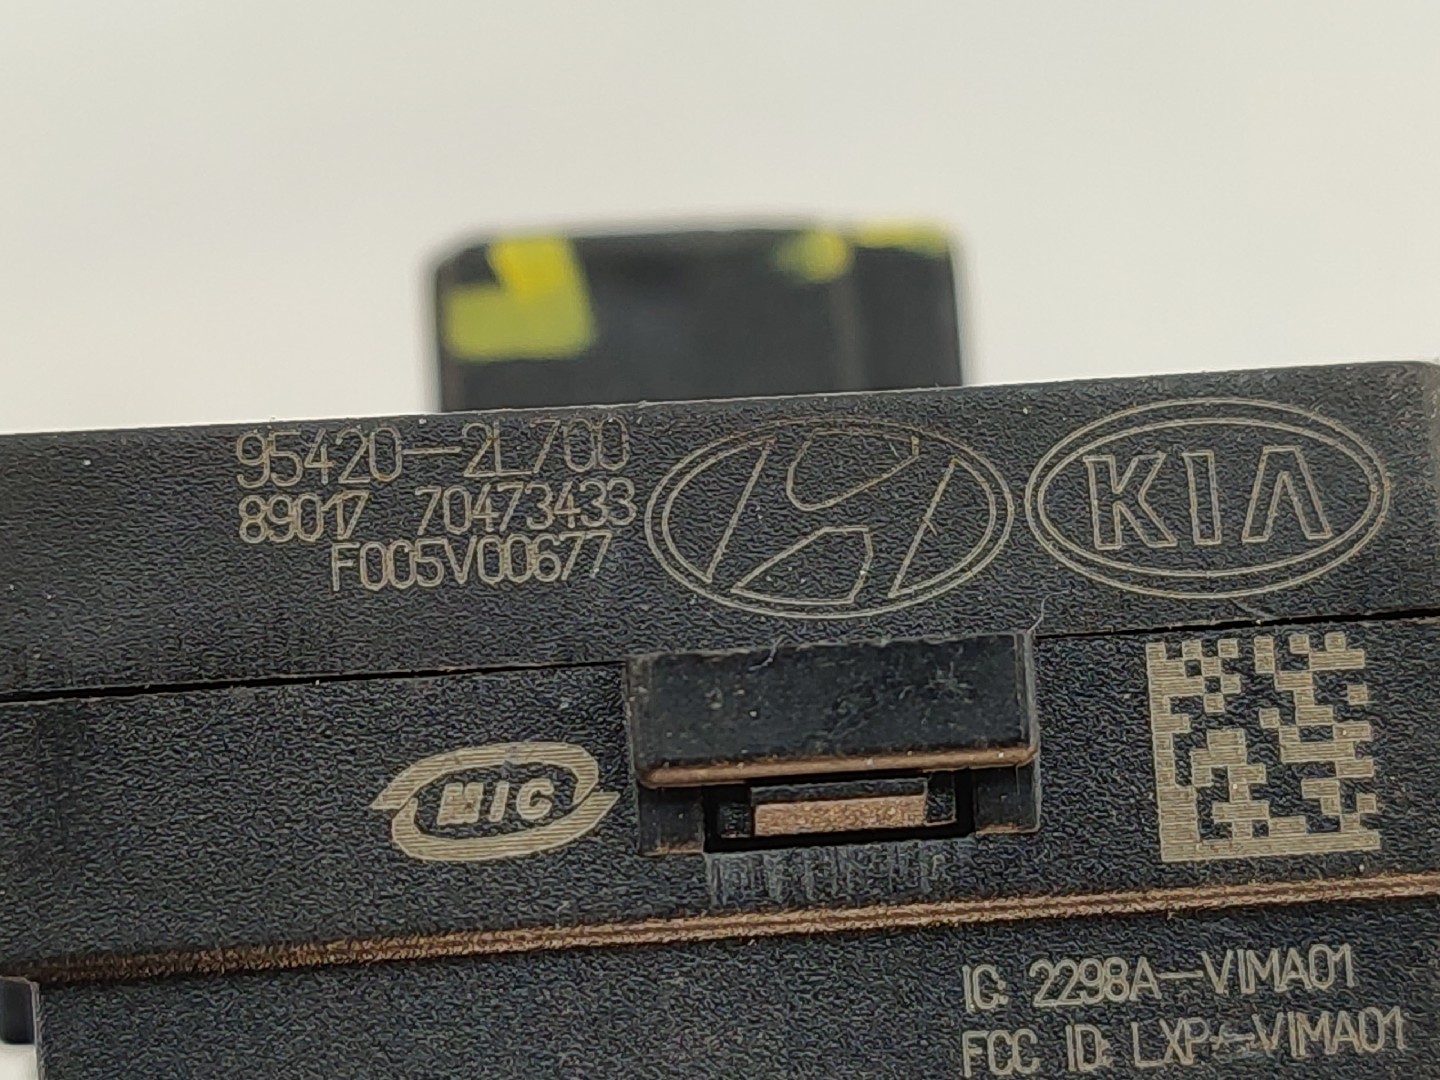 95420-2L700
89017 70473433
F005V00677
KIA
MIC
IC: 2298A-VIMA01
FCC ID: LXP-VIMA01